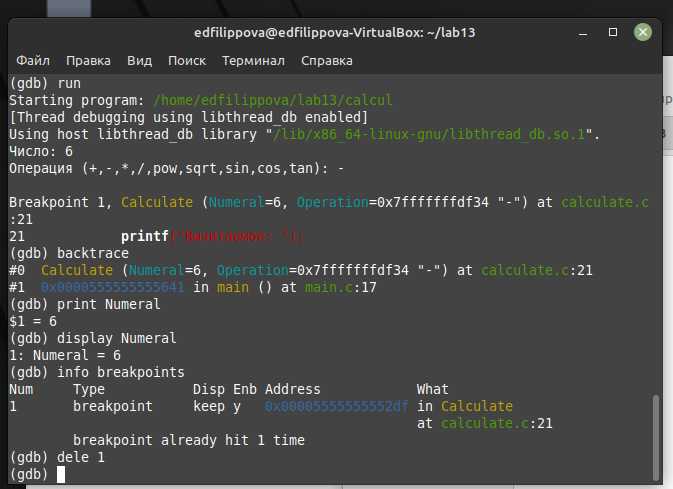 edfilippova@edfilippova-VirtualBox: ~/lab13
Файл Правка Вид Поиск Терминал Справка
(gdb) run
Starting program: /home/edfilippova/lab13/calcul
[Thread debugging using libthread_db enabled]
Using host libthread_db library "/lib/x86_64-linux-gnu/libthread_db.so.1".
Число: 6
Операция (+,-,*,/,pow,sqrt,sin,cos,tan): -
Breakpoint 1, Calculate (Numeral=6, Operation=0x7fffffffdf34 "-") at calculate.c
:21
21 printf("Вычитаемое: ");
(gdb) backtrace
#0 Calculate (Numeral=6, Operation=0x7fffffffdf34 "-") at calculate.c:21
#1 0x0000555555555641 in main () at main.c:17
(gdb) print Numeral
$1 = 6
(gdb) display Numeral
1: Numeral = 6
(gdb) info breakpoints
Num Type Disp Enb Address What
1 breakpoint keep y 0x00005555555552df in Calculate
at calculate.c:21
breakpoint already hit 1 time
(gdb) dele 1
(gdb)